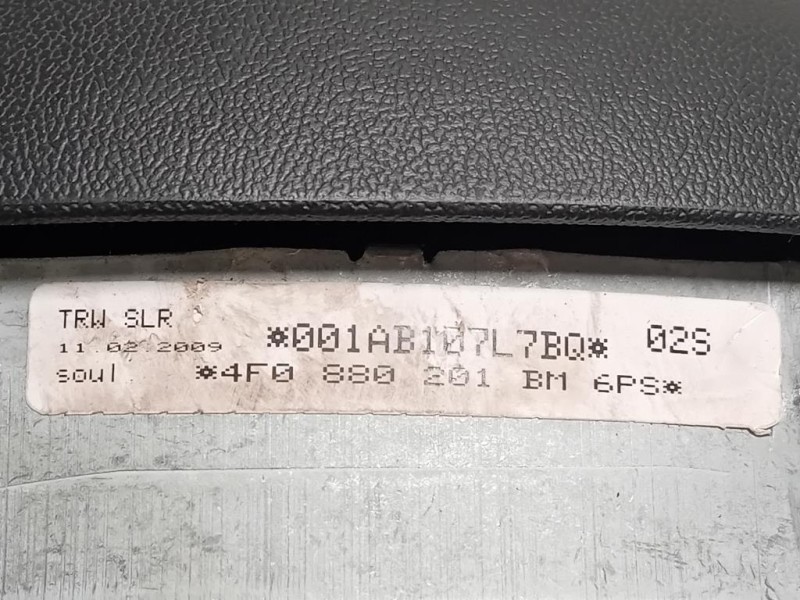 TRW SLR
*001AB107L7BQ* 02S
11.02.2009
soul *4F0 880 201 BM 6PS*